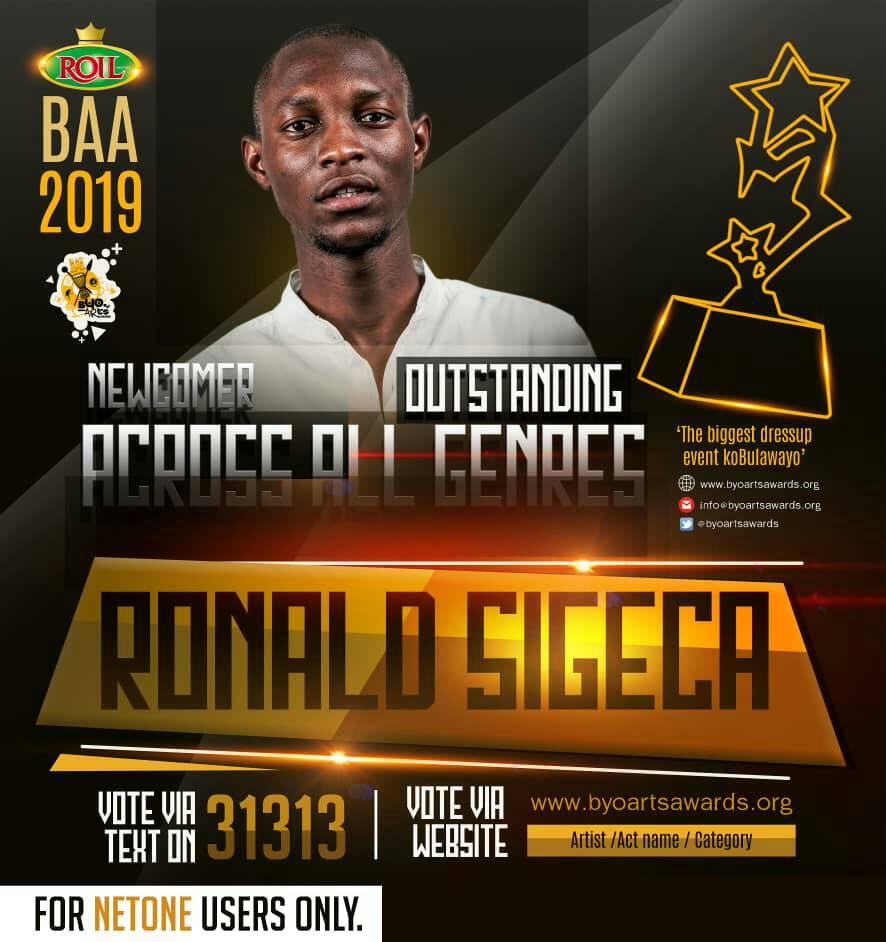 ROIL
BAA
2019
BYO
ARTS
NEWCOMER OUTSTANDING
ACROSS ALL GENRES
'The biggest dressup
event koBulawayo'
www.byoartsawards.org
info@byoartsawards.org
@byoartsawards
RONALD SIGECA
VOTE VIA
TEXT ON 31313
VOTE VIA
WEBSITE
www.byoartsawards.org
Artist /Act name / Category
FOR NETONE USERS ONLY.